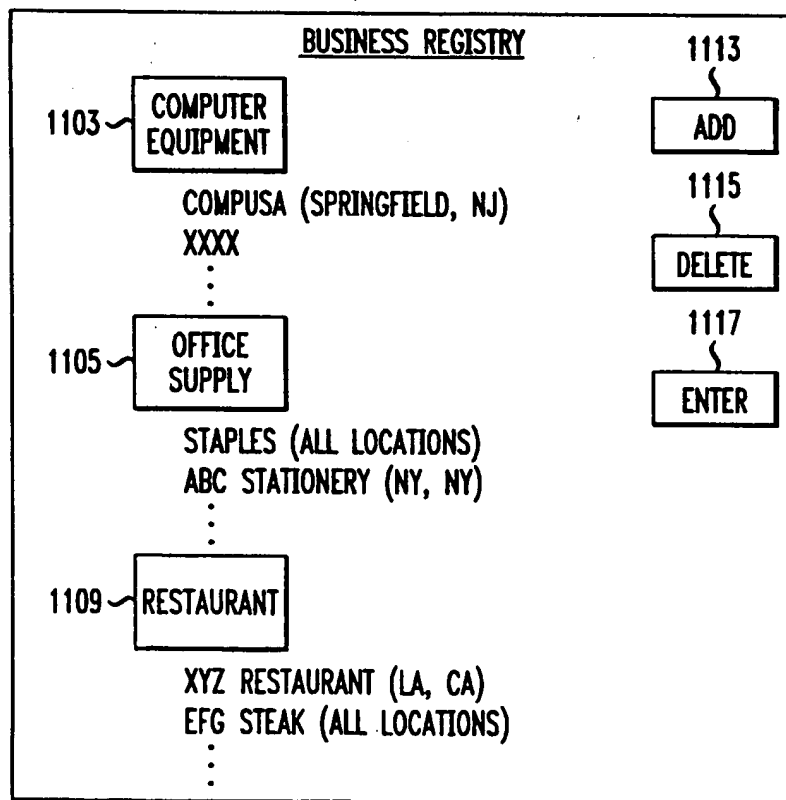 BUSINESS REGISTRY
1103
COMPUTER
EQUIPMENT
COMPUSA (SPRINGFIELD, NJ)
XXXX
1105
OFFICE
SUPPLY
STAPLES (ALL LOCATIONS)
ABC STATIONERY (NY, NY)
1109
RESTAURANT
XYZ RESTAURANT (LA, CA)
EFG STEAK (ALL LOCATIONS)
1113
ADD
1115
DELETE
1117
ENTER